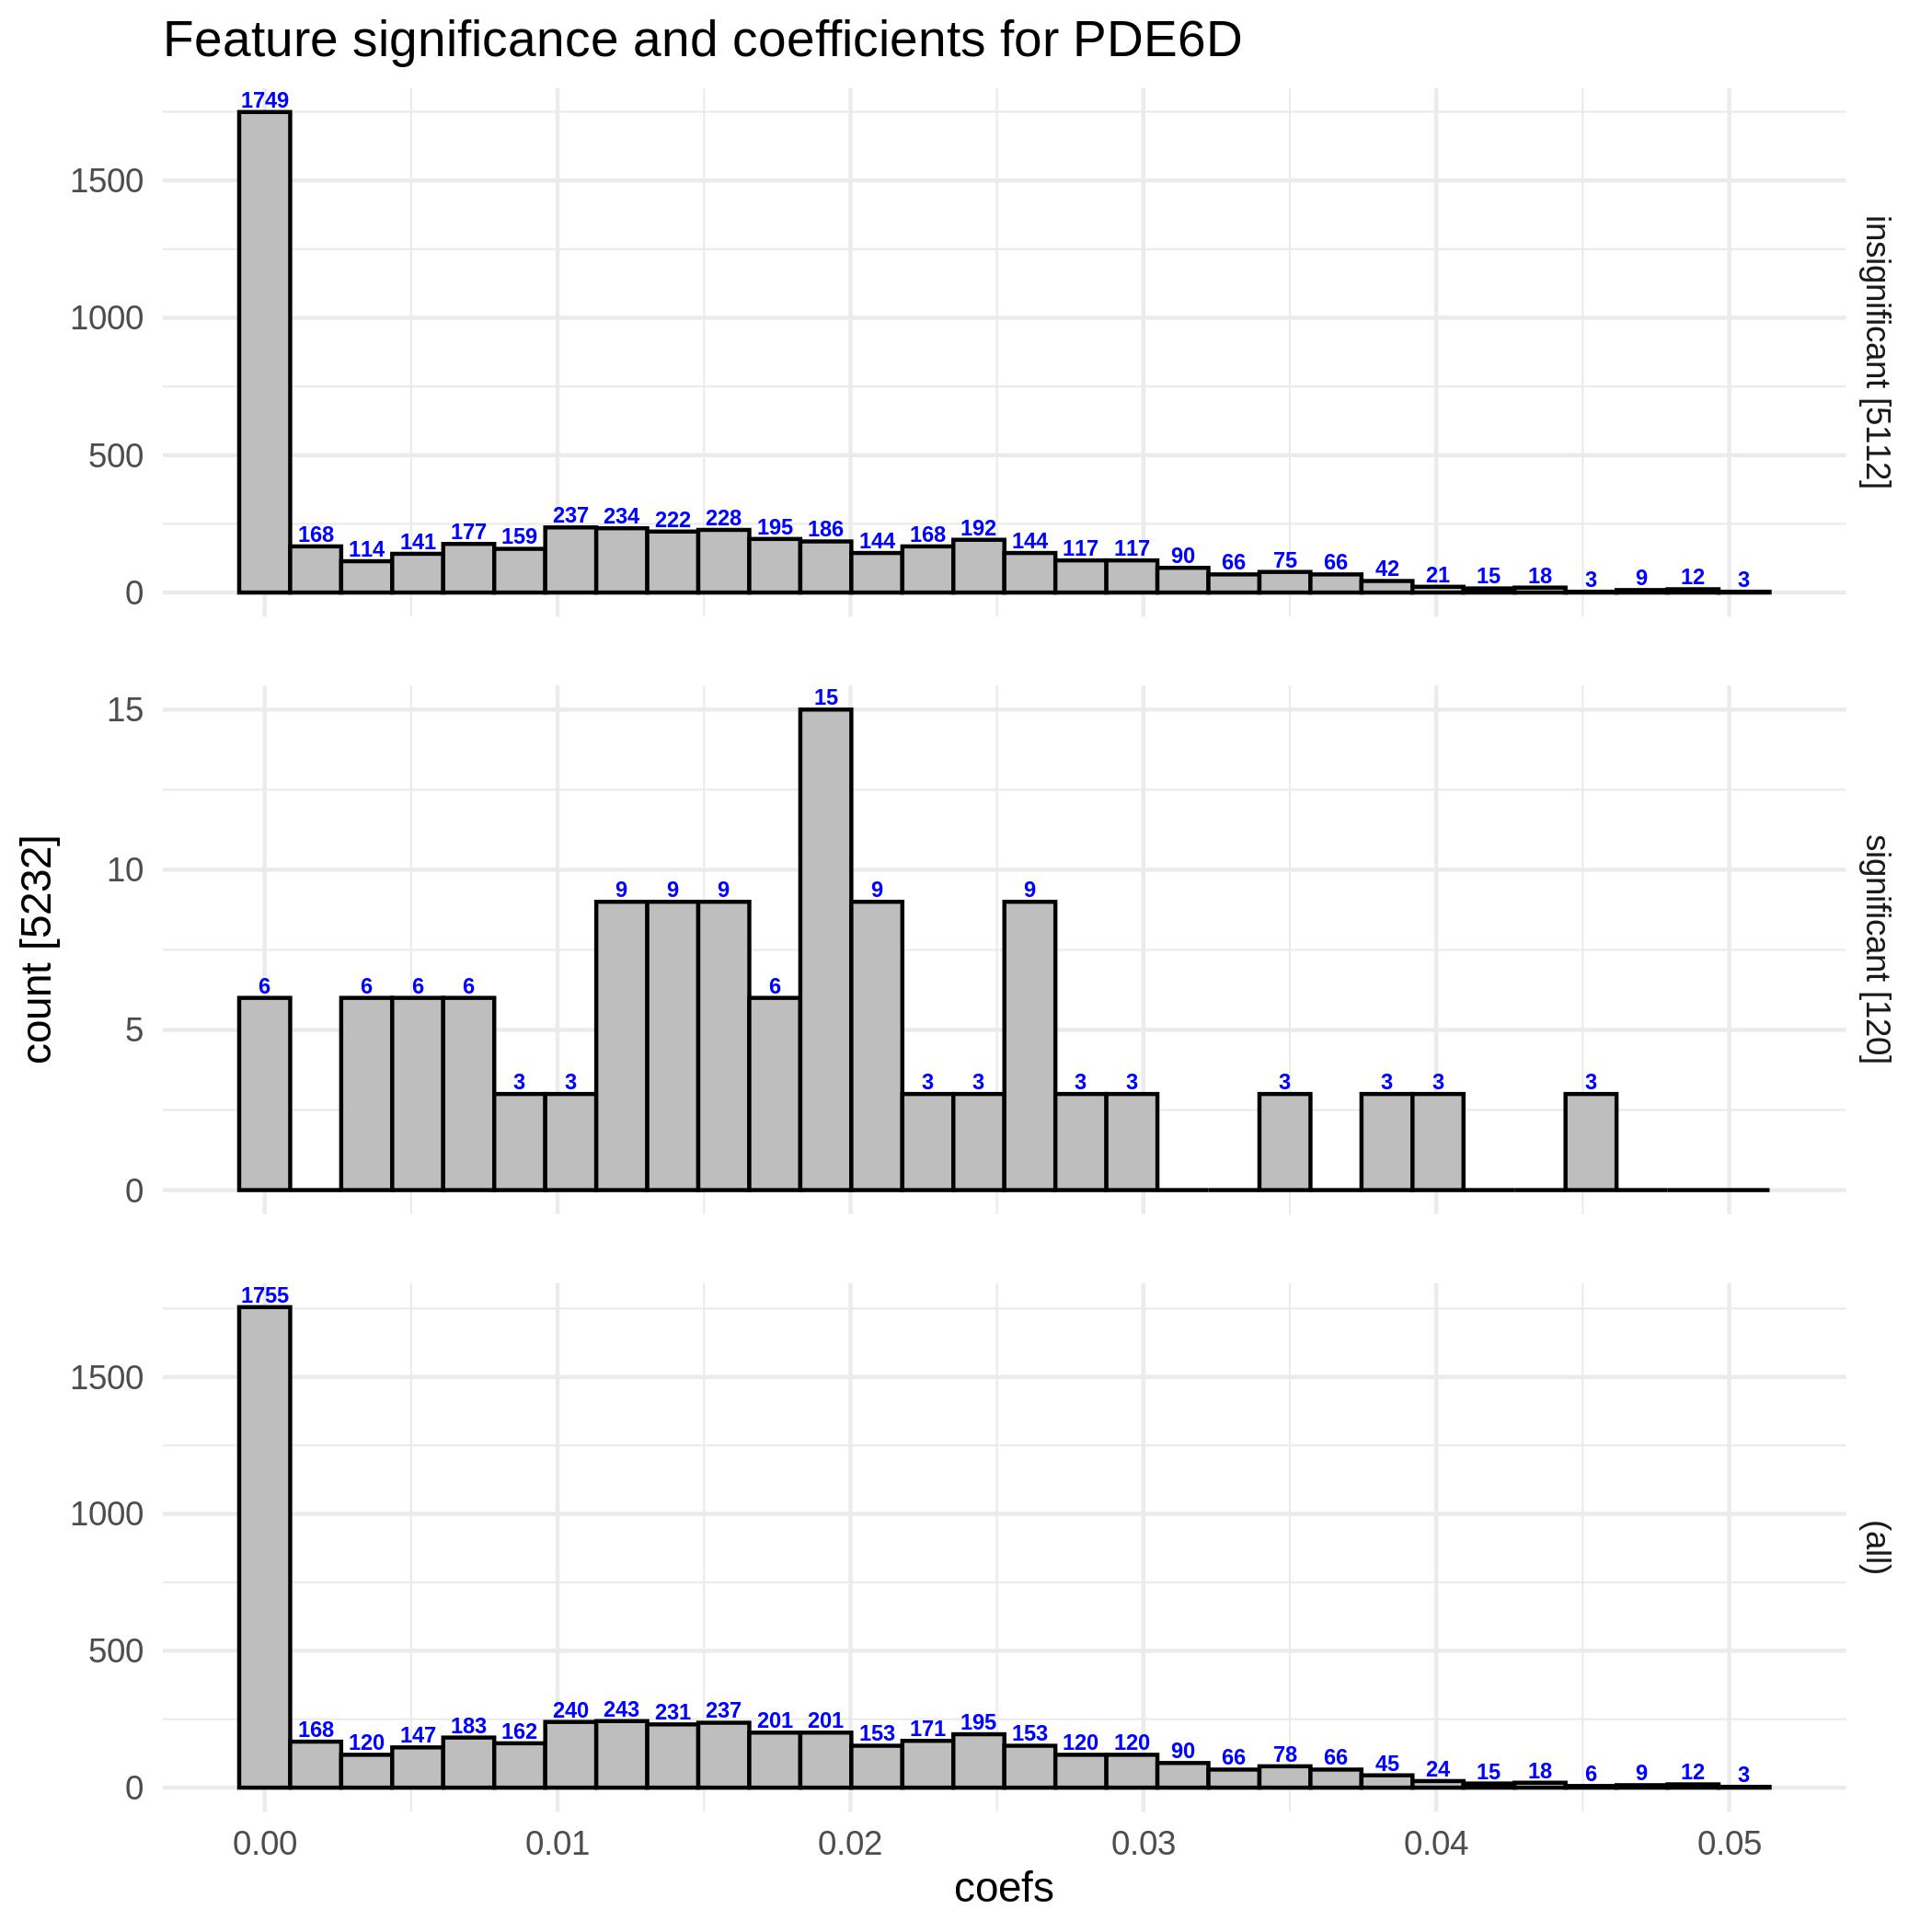 Feature significance and coefficients for PDE6D
1749
168 114 141 177 159 237 234 222 228 195 186 144 168 192 144 117 117 90 66 75 66 42 21 15 18 3 9 12 3
1500
1000
500
0
insignificant [5112]
6 6 6 6 3 3 9 9 9 6 15 9 3 3 9 3 3 3 3 3 3
15
10
5
0
significant [120]
count [5232]
1755
168 120 147 183 162 240 243 231 237 201 201 153 171 195 153 120 120 90 66 78 66 45 24 15 18 6 9 12 3
1500
1000
500
0
(all)
0.00 0.01 0.02 0.03 0.04 0.05
coefs